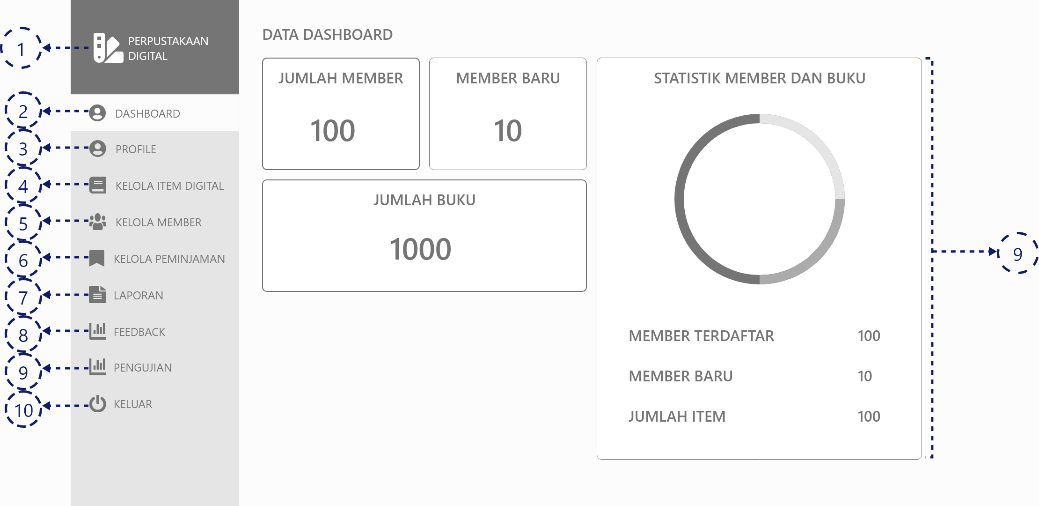 1
PERPUSTAKAAN
DIGITAL
2
DASHBOARD
3
PROFILE
4
KELOLA ITEM DIGITAL
5
KELOLA MEMBER
6
KELOLA PEMINJAMAN
7
LAPORAN
8
FEEDBACK
9
PENGUJIAN
10
KELUAR
DATA DASHBOARD
JUMLAH MEMBER
100
MEMBER BARU
10
JUMLAH BUKU
1000
STATISTIK MEMBER DAN BUKU
MEMBER TERDAFTAR 100
MEMBER BARU 10
JUMLAH ITEM 100
9